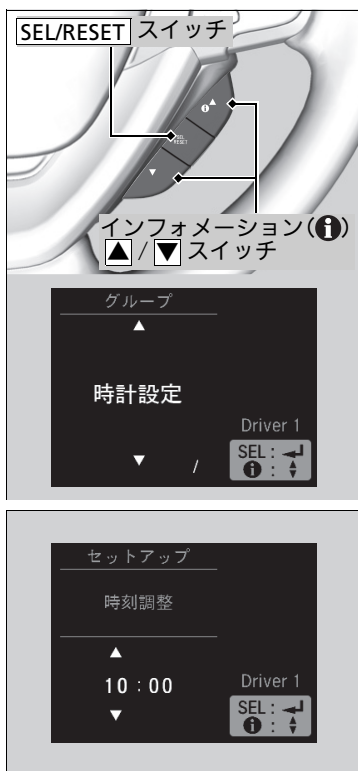 SEL/RESET スイッチ
▲
SEL
RESET
▼
インフォメーション(i)
▲ / ▼ スイッチ
グループ
▲
時計設定
Driver 1
▼ /
SEL : ↵
i : ▲▼
セットアップ
時刻調整
▲
10 : 00
▼
Driver 1
SEL : ↵
i : ▲▼